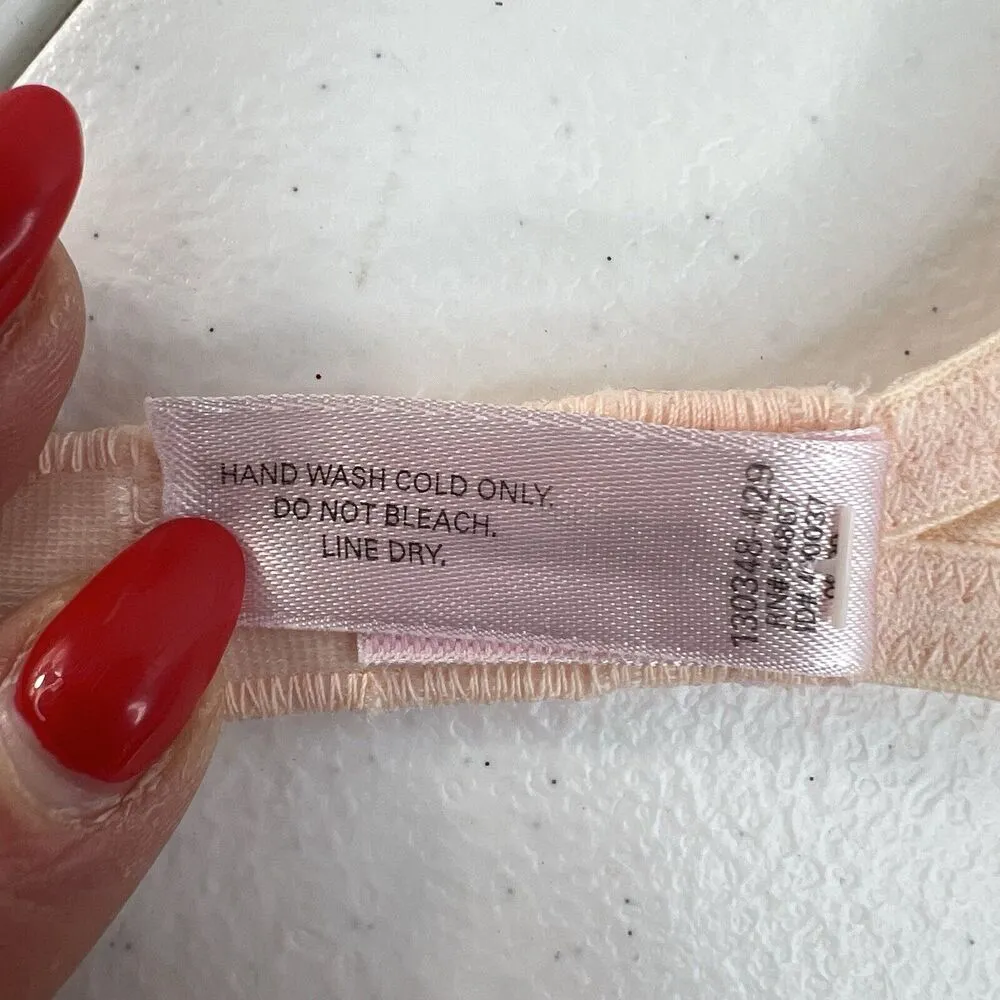 HAND WASH COLD ONLY.
DO NOT BLEACH.
LINE DRY.
130348-429
RN# 54867